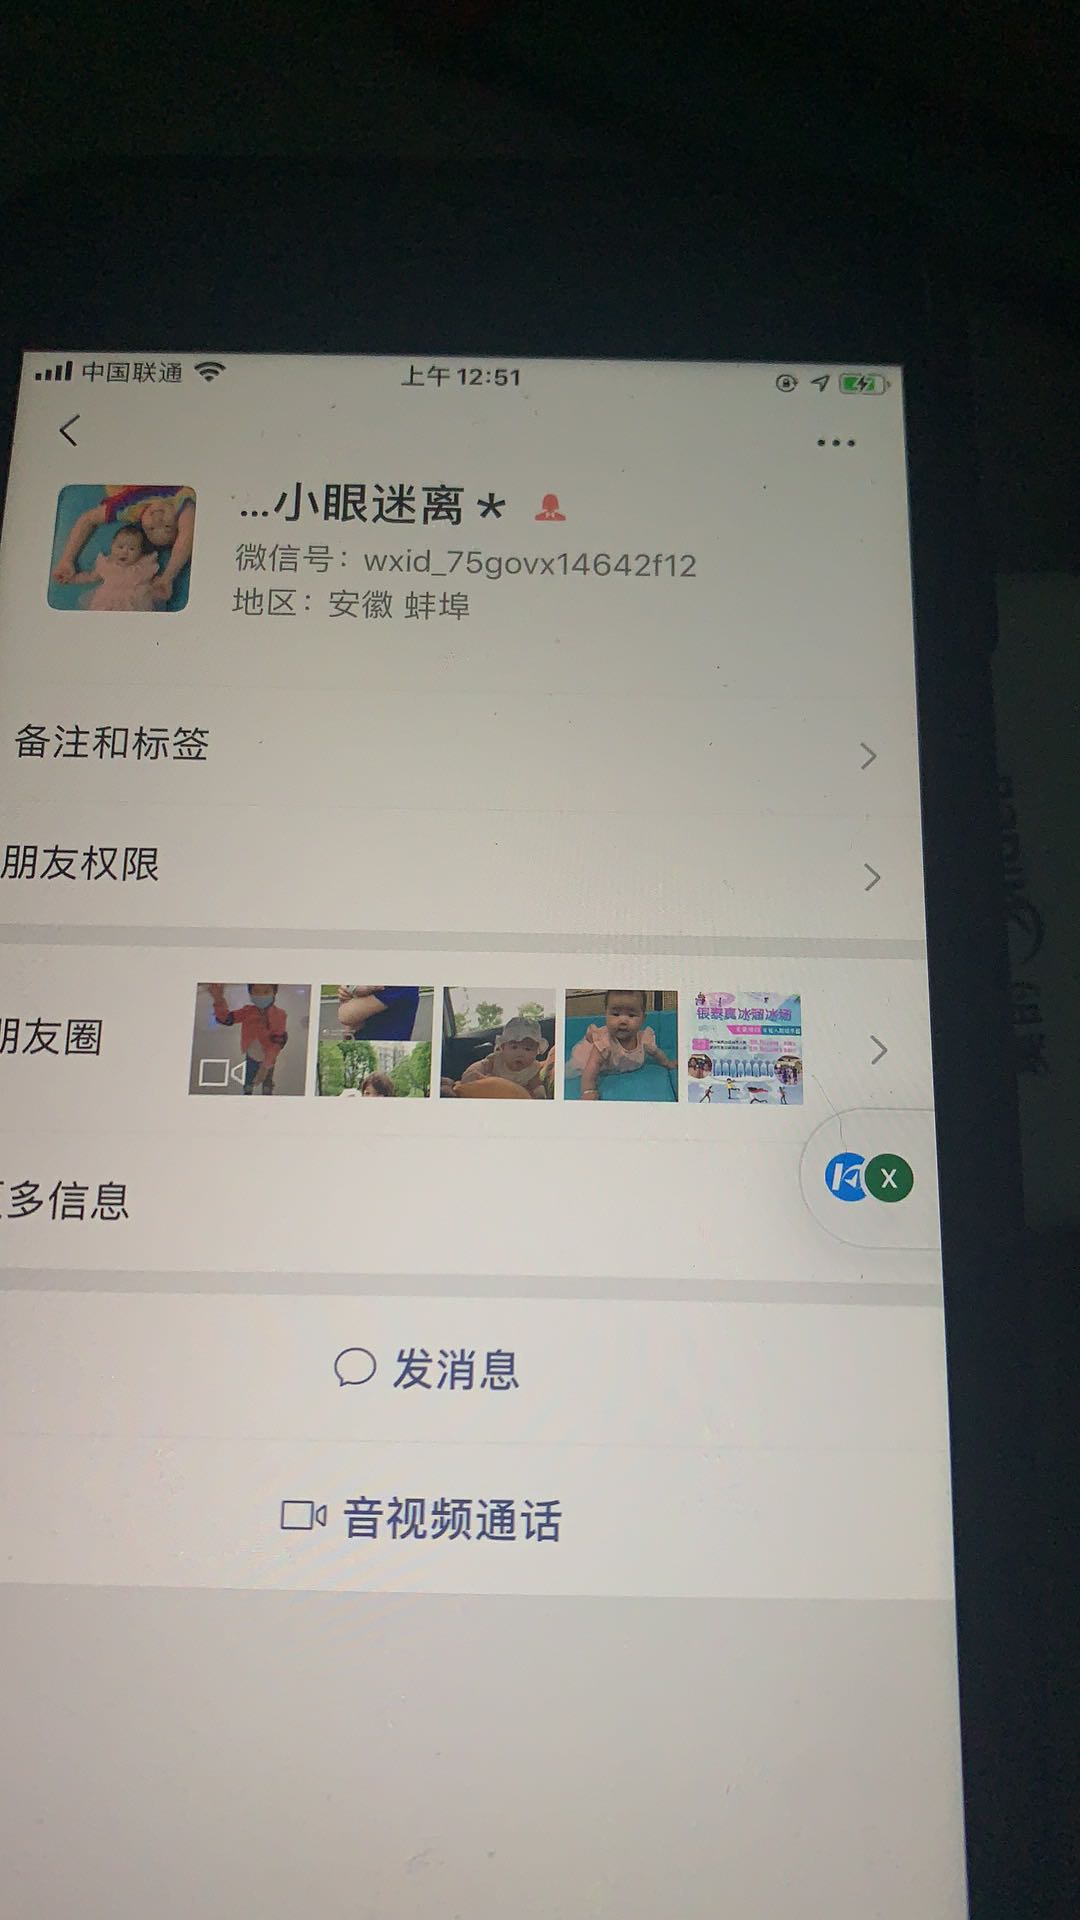 中国联通
上午12:51
...小眼迷离*
微信号：wxid_75govx14642f12
地区：安徽 蚌埠
备注和标签
朋友权限
朋友圈
银泰真冰溜冰场
X
多信息
发消息
音视频通话